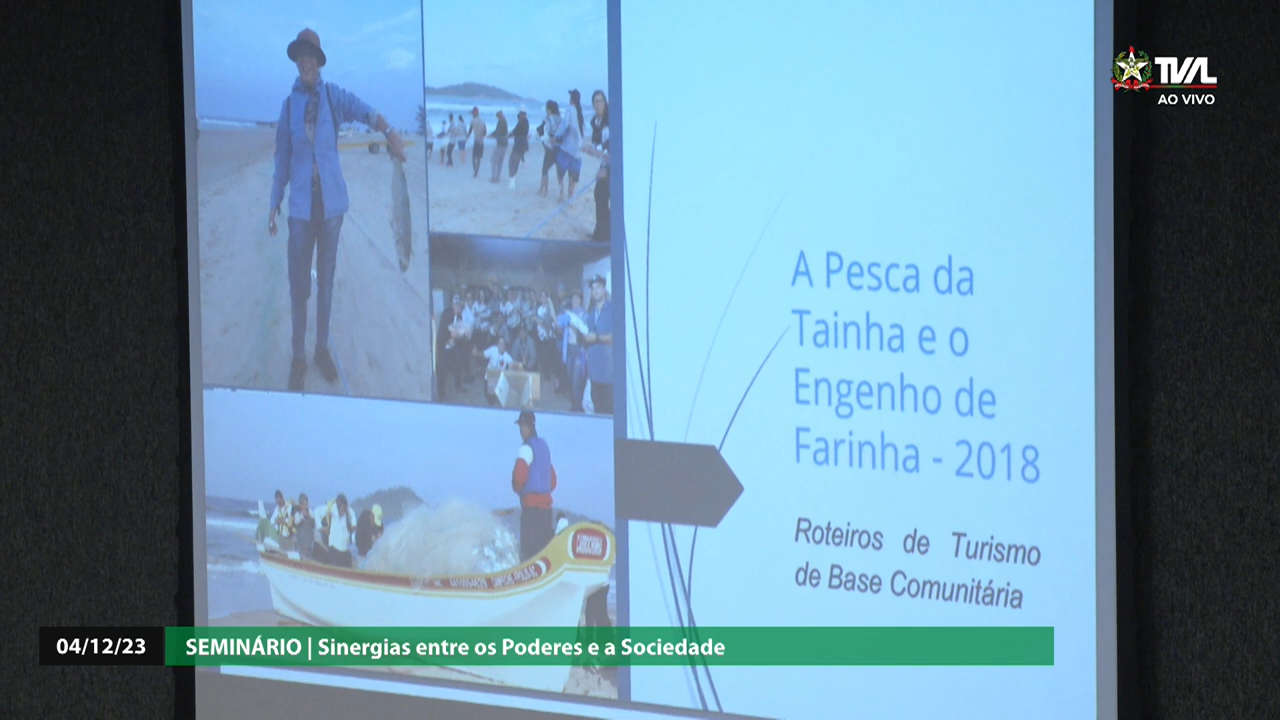 TVAL
AO VIVO
A Pesca da
Tainha e o
Engenho de
Farinha - 2018
Roteiros de Turismo
de Base Comunitária
04/12/23
SEMINÁRIO | Sinergias entre os Poderes e a Sociedade